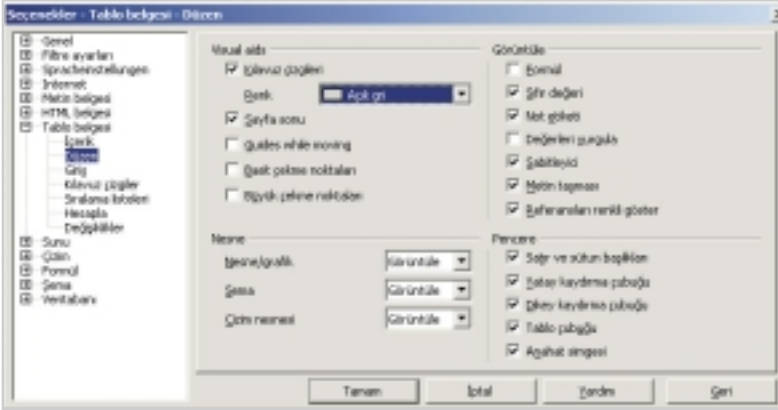 Seçenekler - Tablo belgesi - Düzen
Genel
Filtre ayarları
Spracheinstellungen
Internet
Metin belgesi
HTML belgesi
Tablo belgesi
İçerik
Düzen
Giriş
Kılavuz çizgiler
Sıralama listeleri
Hesapla
Değişiklikler
Sunu
Çizim
Formül
Şema
Veritabanı
Visual aids
Kılavuz çizgileri
Renk
Açık gri
Sayfa sonu
Guides while moving
Basit çekme noktaları
Büyük çekme noktaları
Görüntüle
Formül
Sıfır değeri
Not etiketi
Değerleri vurgula
Sabitleyici
Metin taşması
Referansları renkli göster
Nesne
Nesne/grafik
Görüntüle
Şema
Görüntüle
Çizim nesnesi
Görüntüle
Pencere
Satır ve sütun başlıkları
Yatay kaydırma çubuğu
Dikey kaydırma çubuğu
Tablo çubuğu
Anahat simgesi
Tamam
İptal
Yardım
Geri